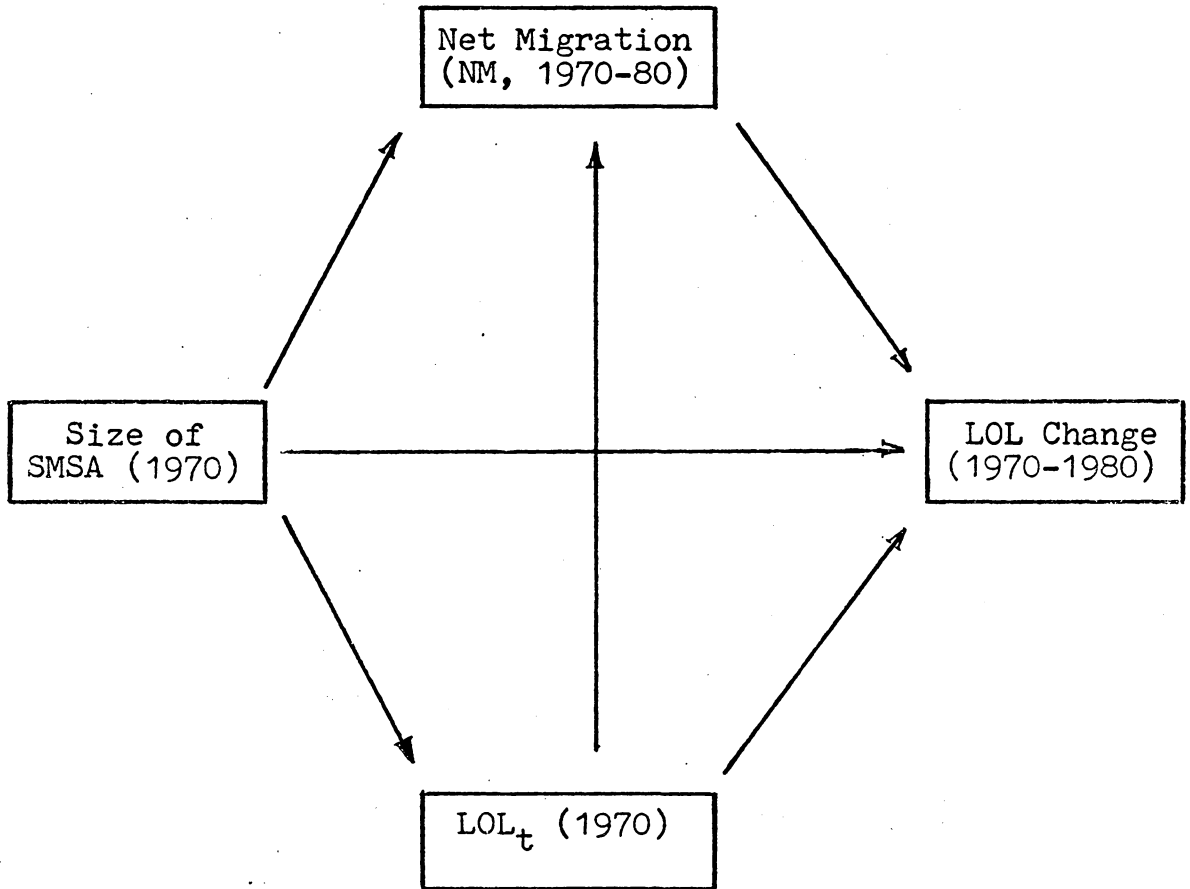 Net Migration
(NM, 1970-80)
Size of
SMSA (1970)
LOL Change
(1970-1980)
LOLt (1970)